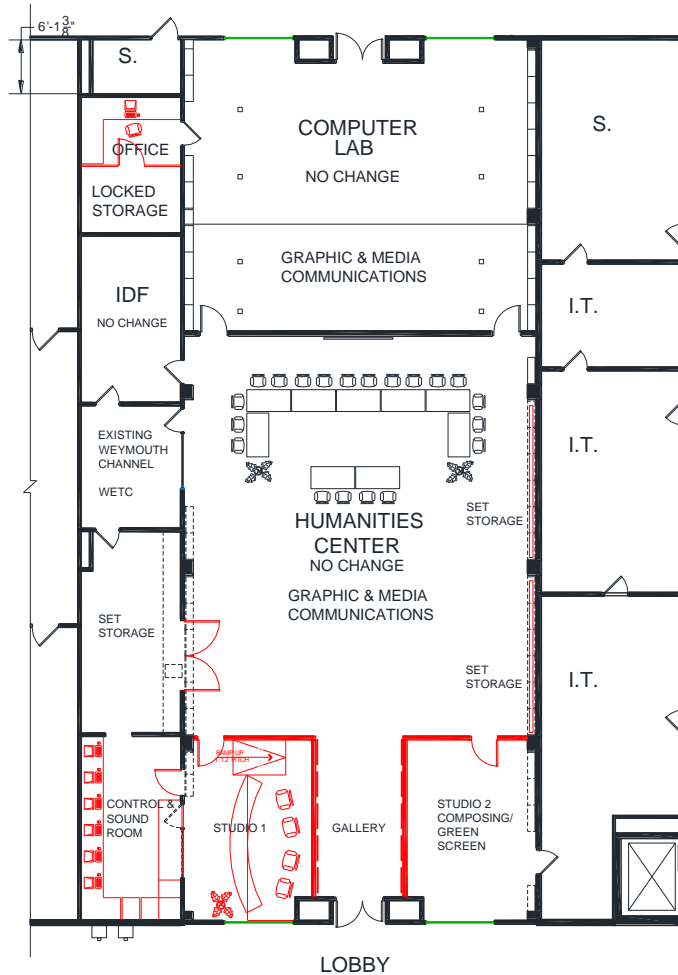 6'-1 3/8"
S.
OFFICE
LOCKED
STORAGE
COMPUTER
LAB
NO CHANGE
S.
GRAPHIC & MEDIA
COMMUNICATIONS
IDF
NO CHANGE
I.T.
EXISTING
WEYMOUTH
CHANNEL
WETC
I.T.
SET
STORAGE
HUMANITIES
CENTER
NO CHANGE
GRAPHIC & MEDIA
COMMUNICATIONS
SET
STORAGE
SET
STORAGE
I.T.
RAMP UP
1:12 PITCH
CONTROL &
SOUND
ROOM
STUDIO 1
GALLERY
STUDIO 2
COMPOSING/
GREEN
SCREEN
LOBBY